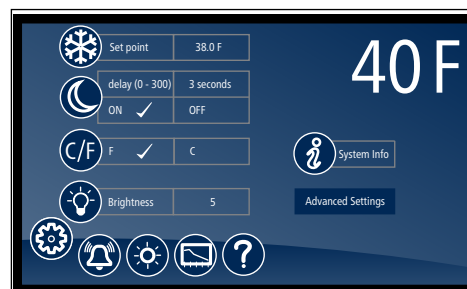 Set point 38.0 F
40 F
delay (0 - 300) 3 seconds
ON ✓ OFF
C/F F ✓ C
i System Info
Brightness 5
Advanced Settings
?